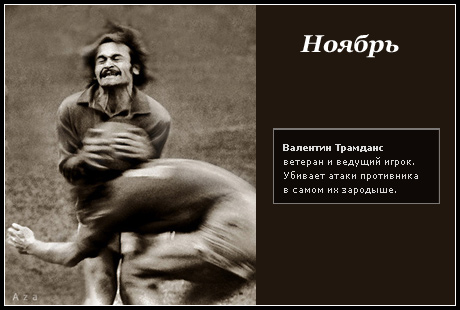 Ноябрь
Валентин Трамданс
ветеран и ведущий игрок.
Убивает атаки противника
в самом их зародыше.
Aza